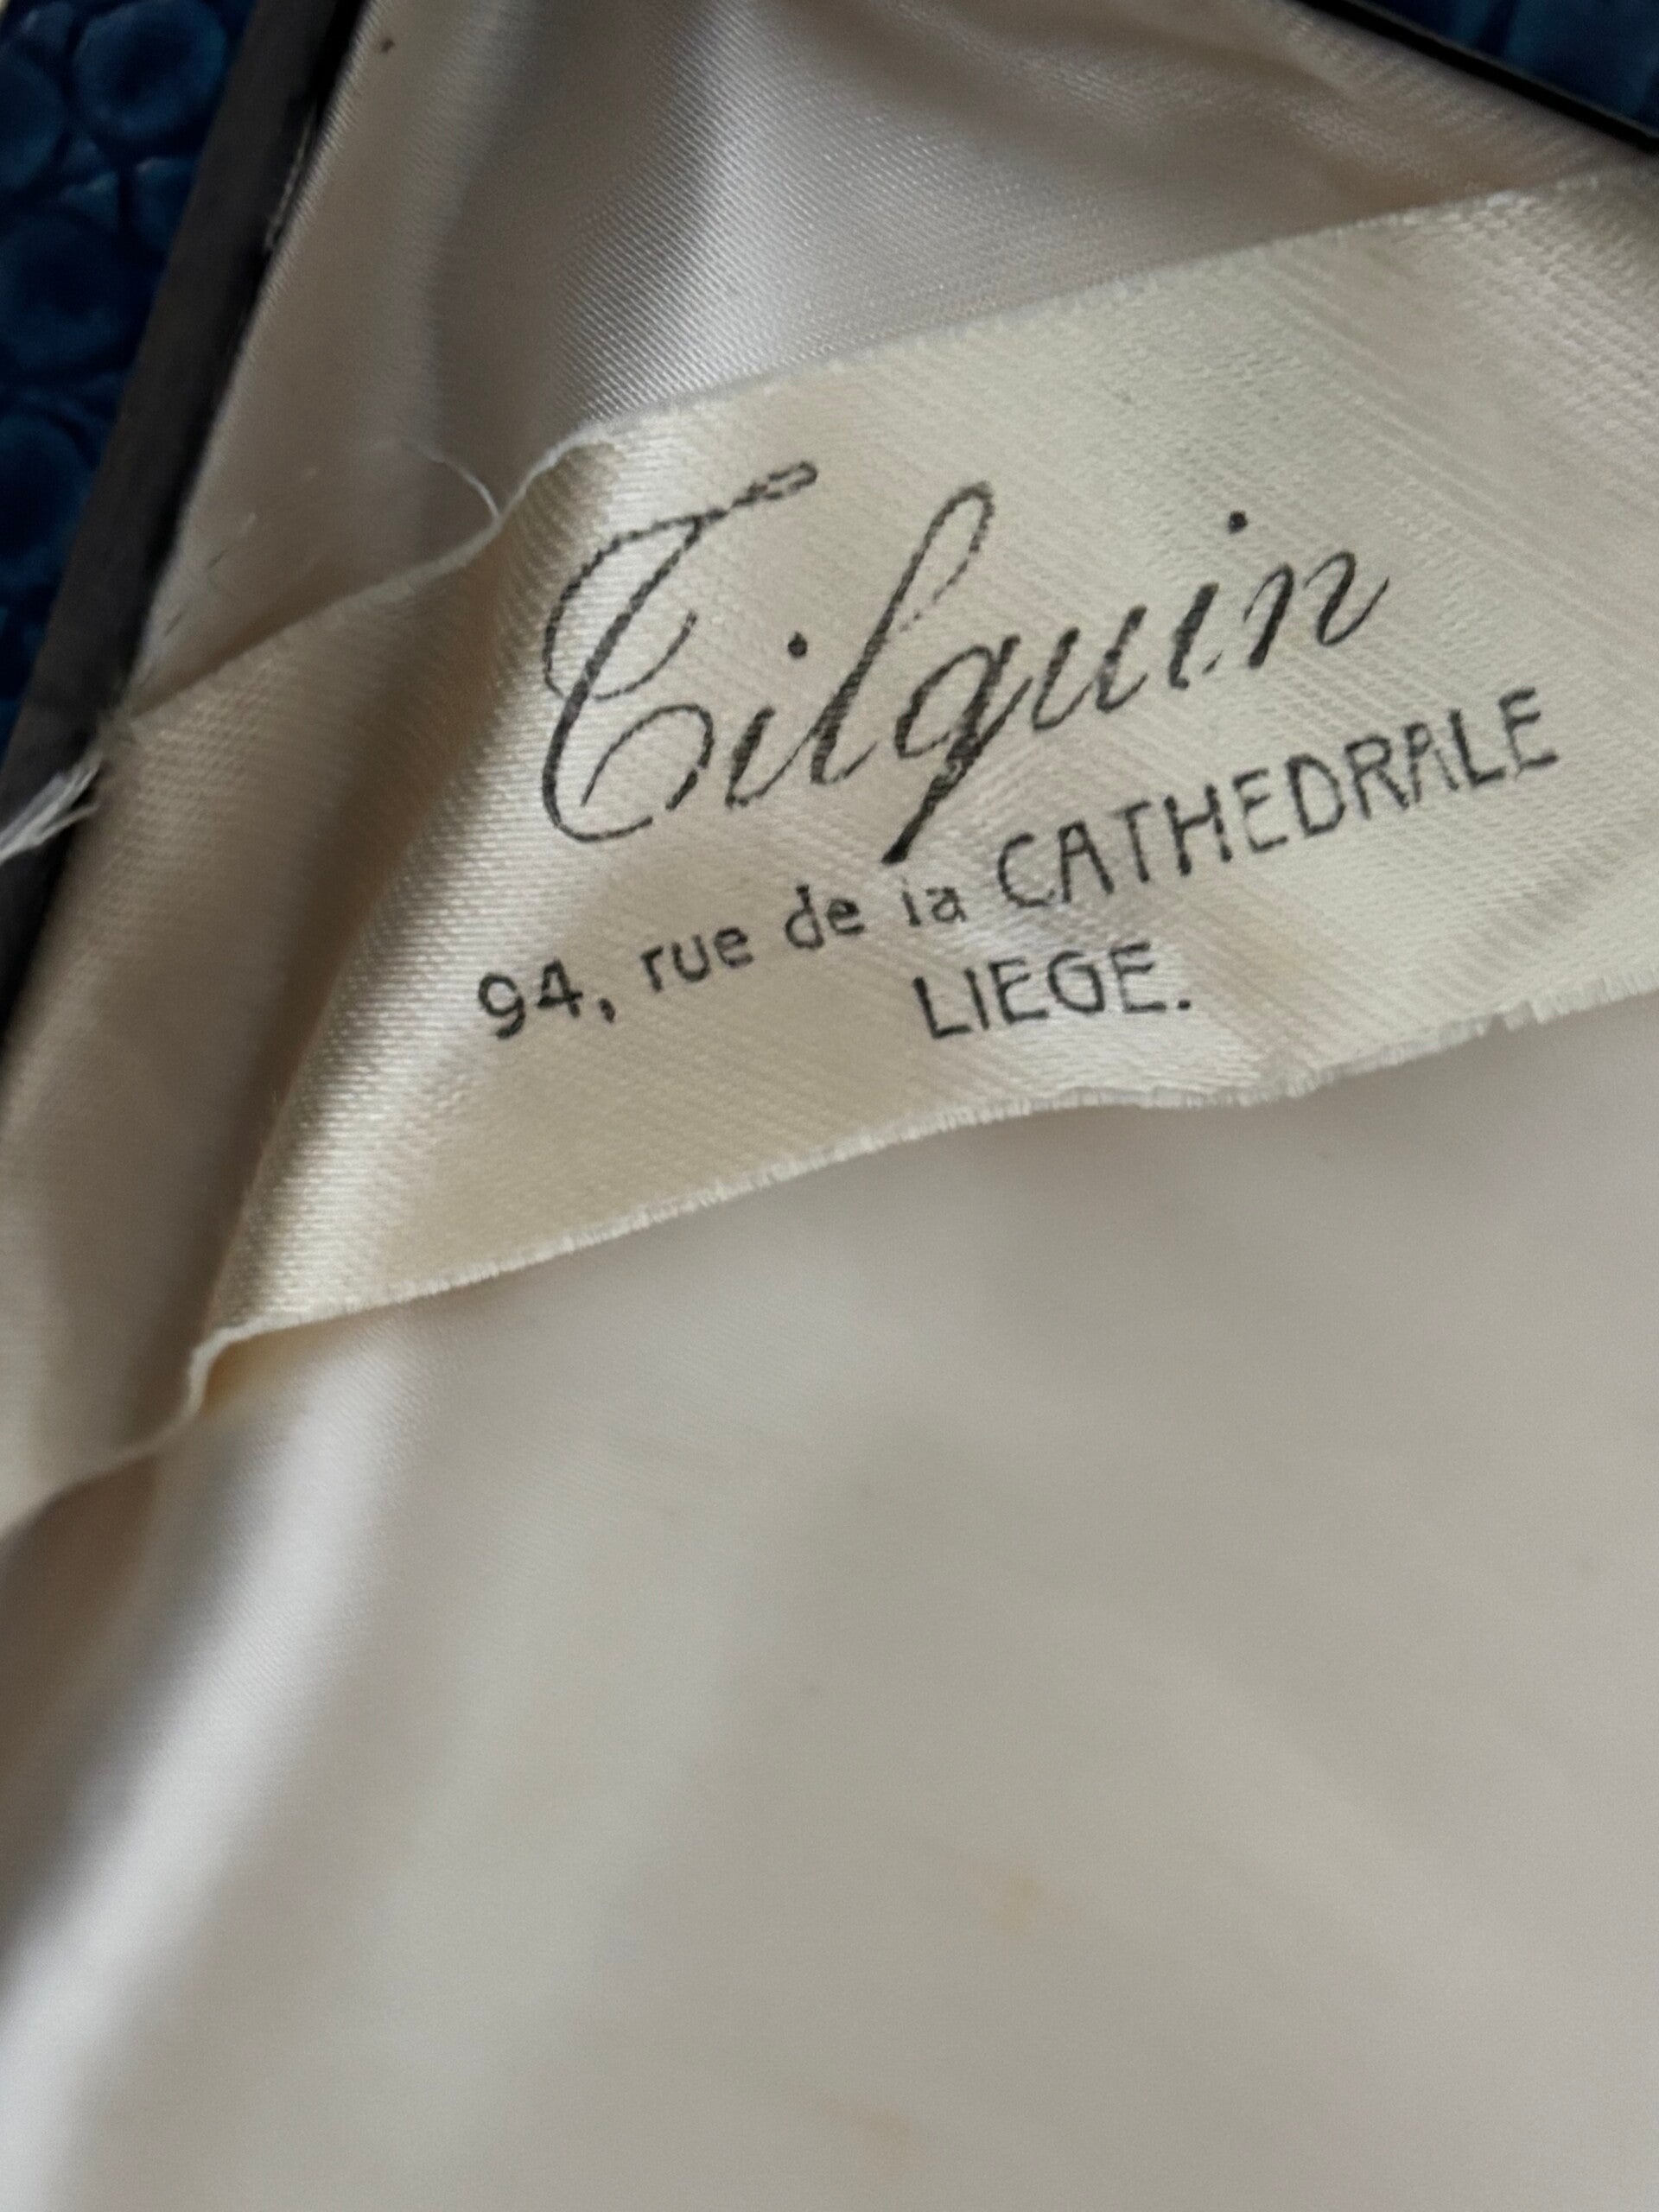 Tilquin
94, rue de la CATHEDRALE
LIEGE.